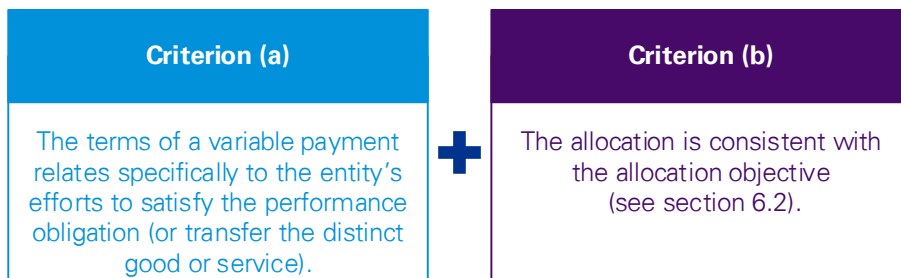 Criterion (a)
The terms of a variable payment
relates specifically to the entity's
efforts to satisfy the performance
obligation (or transfer the distinct
good or service).
Criterion (b)
The allocation is consistent with
the allocation objective
(see section 6.2).